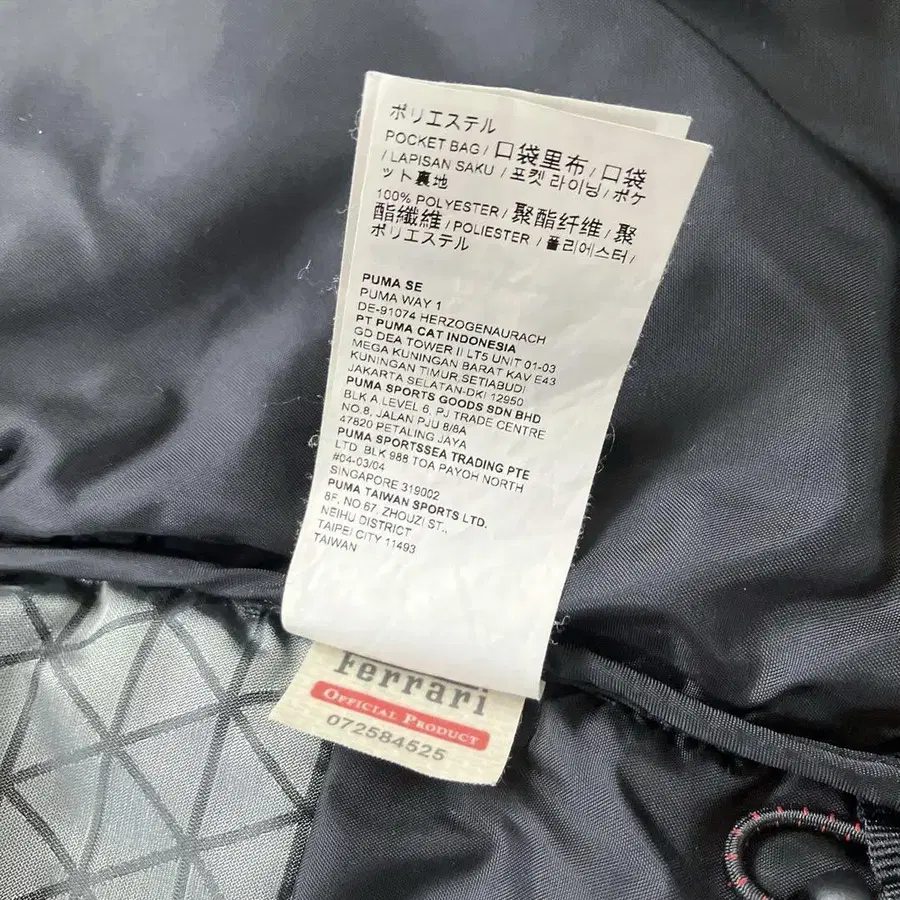 ポリエステル
POCKET BAG / 口袋里布 / 口袋
/ LAPISAN SAKU / 포켓 라이닝 / ポケ
ット裏地
100% POLYESTER / 聚酯纤维 / 聚
酯纖維 / POLIESTER / 폴리에스터 /
ポリエステル
PUMA SE
PUMA WAY 1
DE-91074 HERZOGENAURACH
PT PUMA CAT INDONESIA
GD DEA TOWER II LT5 UNIT 01-03
MEGA KUNINGAN BARAT KAV E43
KUNINGAN TIMUR,SETIABUDI
JAKARTA SELATAN-DKI 12950
PUMA SPORTS GOODS SDN BHD
BLK A LEVEL 6, PJ TRADE CENTRE
NO.8, JALAN PJU 8/8A
47820 PETALING JAYA
PUMA SPORTSSEA TRADING PTE
LTD. BLK 988 TOA PAYOH NORTH
#04-03/04
SINGAPORE 319002
PUMA TAIWAN SPORTS LTD.
8F, NO.67, ZHOUZI ST.,
NEIHU DISTRICT
TAIPEI CITY 11493
TAIWAN
Ferrari
OFFICIAL PRODUCT
072584525